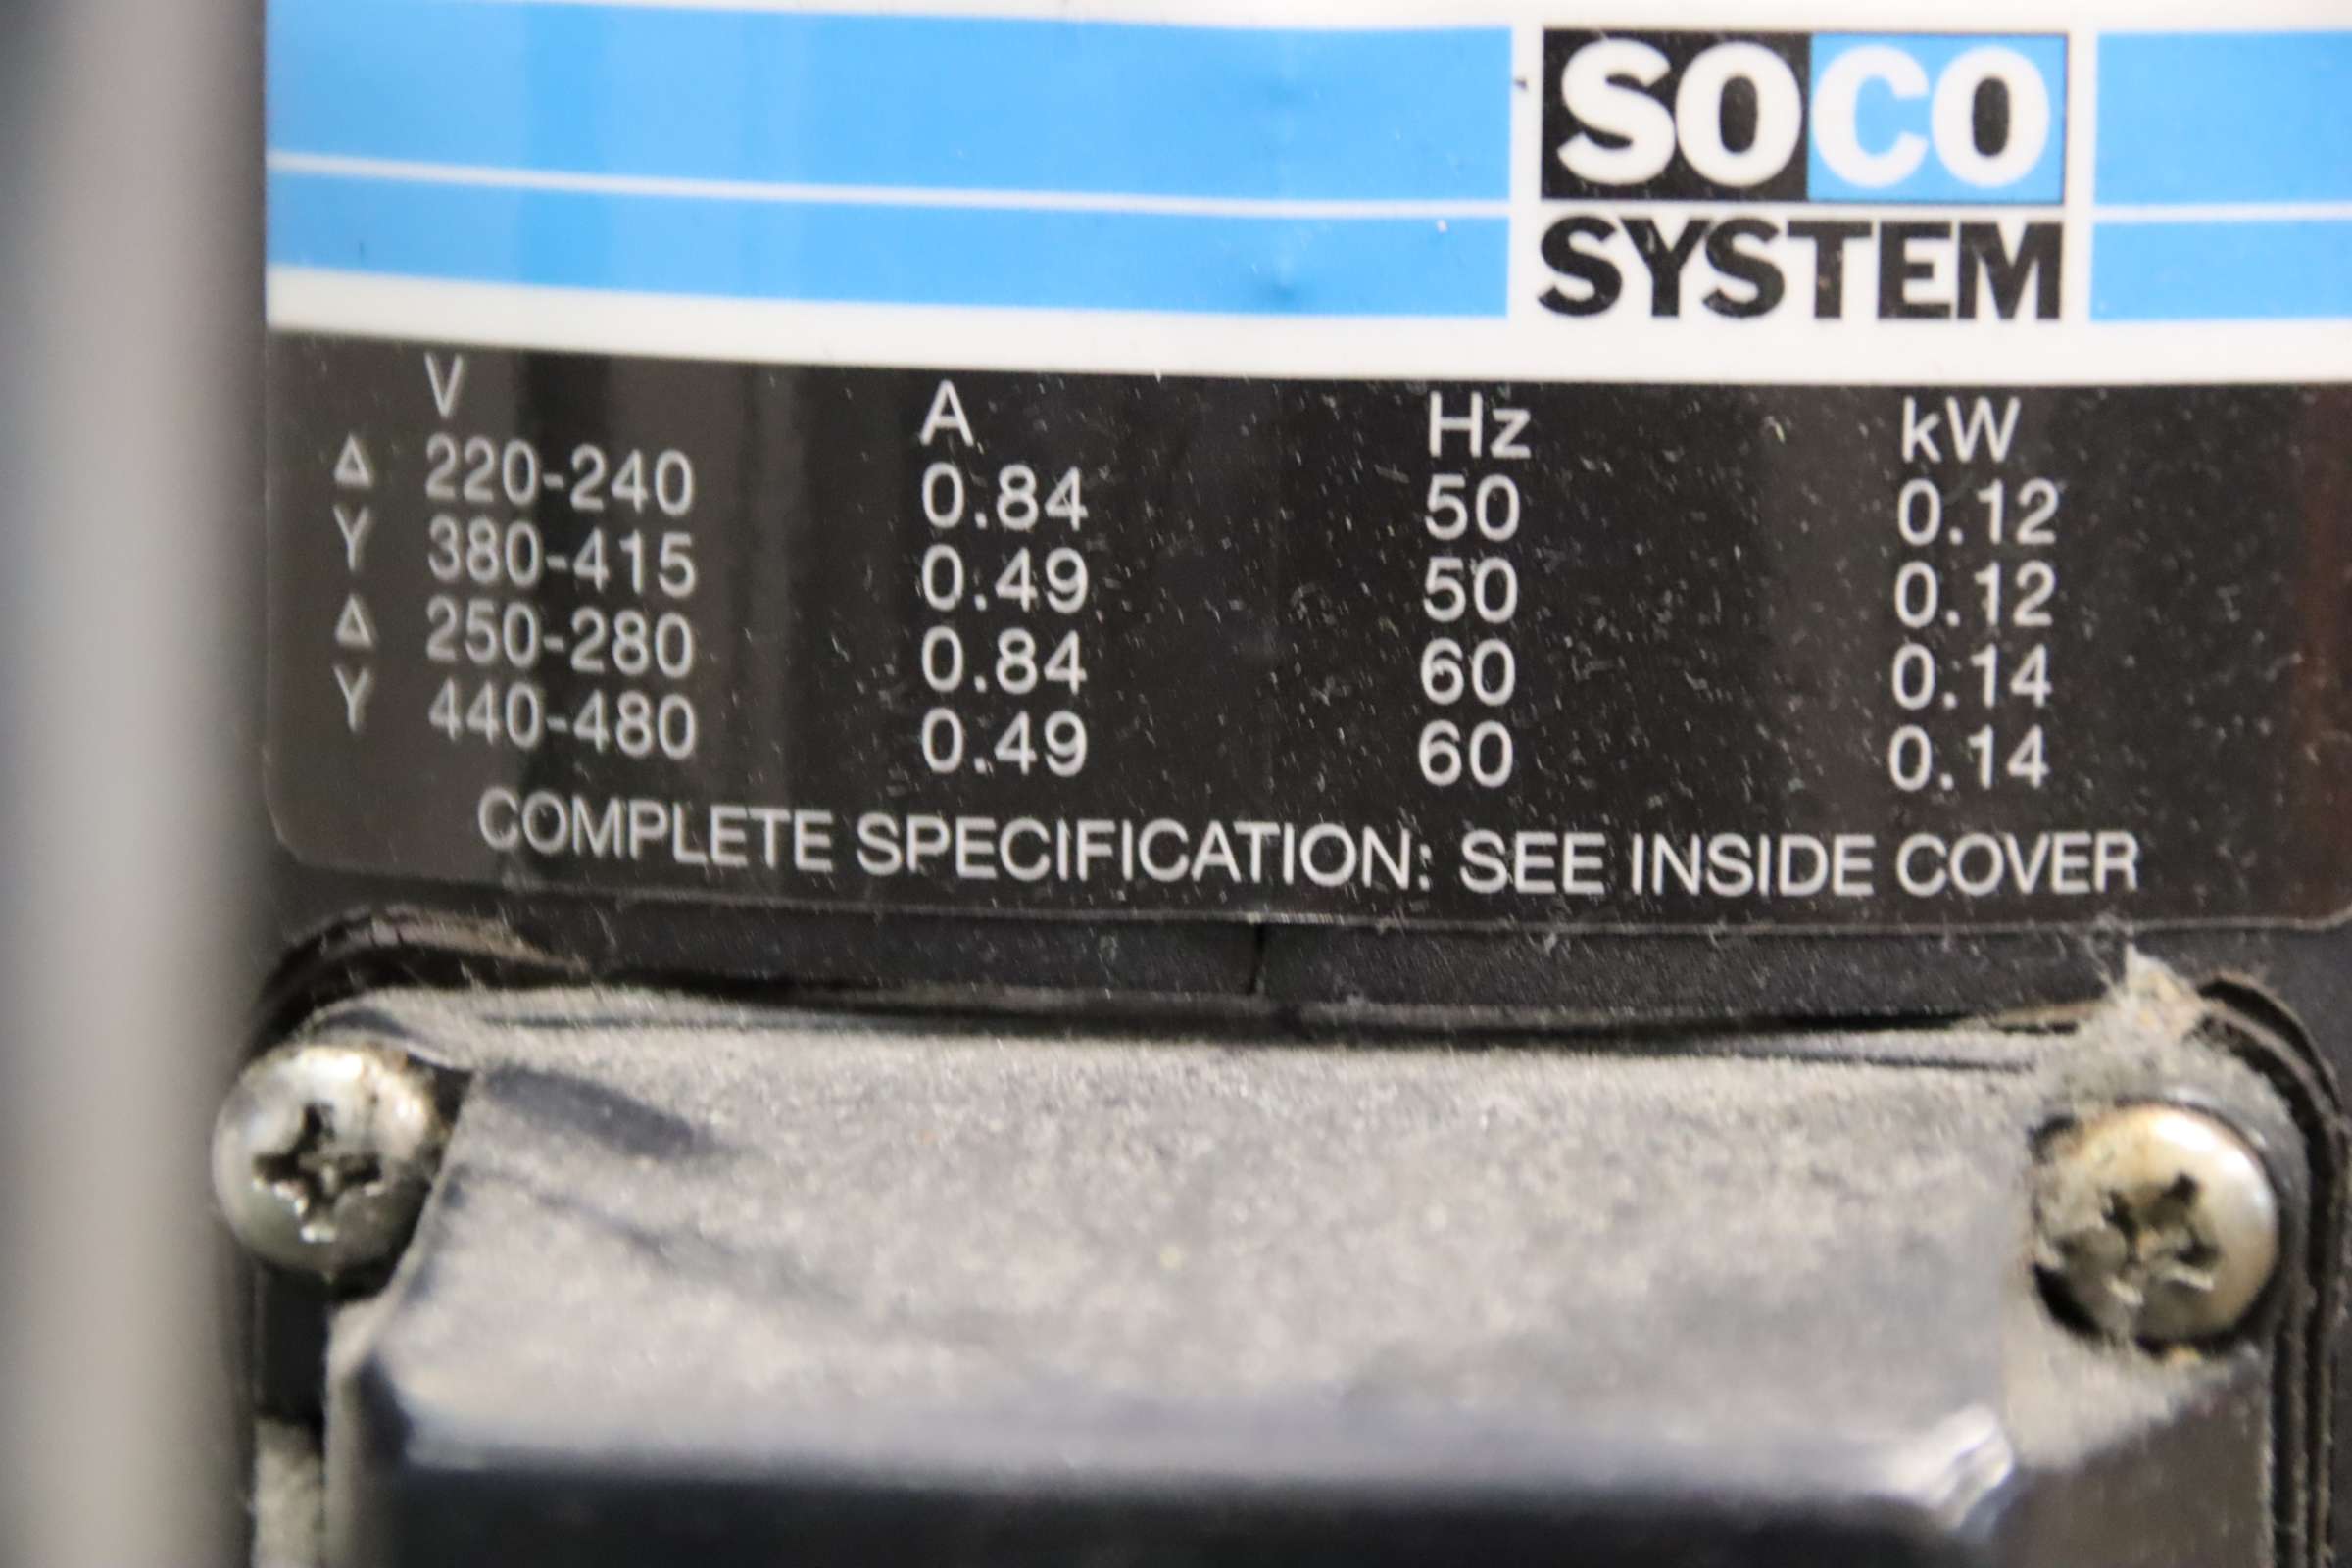 SOCO
SYSTEM
V A Hz kW
Δ 220-240 0.84 50 0.12
Y 380-415 0.49 50 0.12
Δ 250-280 0.84 60 0.14
Y 440-480 0.49 60 0.14
COMPLETE SPECIFICATION: SEE INSIDE COVER